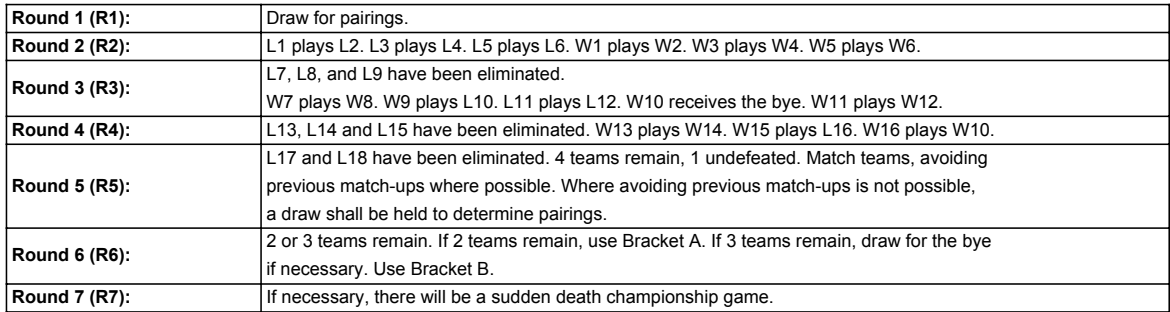 Round 1 (R1): Draw for pairings.
Round 2 (R2): L1 plays L2. L3 plays L4. L5 plays L6. W1 plays W2. W3 plays W4. W5 plays W6.
Round 3 (R3):
L7, L8, and L9 have been eliminated.
W7 plays W8. W9 plays L10. L11 plays L12. W10 receives the bye. W11 plays W12.
Round 4 (R4): L13, L14 and L15 have been eliminated. W13 plays W14. W15 plays L16. W16 plays W10.
Round 5 (R5):
L17 and L18 have been eliminated. 4 teams remain, 1 undefeated. Match teams, avoiding
previous match-ups where possible. Where avoiding previous match-ups is not possible,
a draw shall be held to determine pairings.
Round 6 (R6):
2 or 3 teams remain. If 2 teams remain, use Bracket A. If 3 teams remain, draw for the bye
if necessary. Use Bracket B.
Round 7 (R7): If necessary, there will be a sudden death championship game.